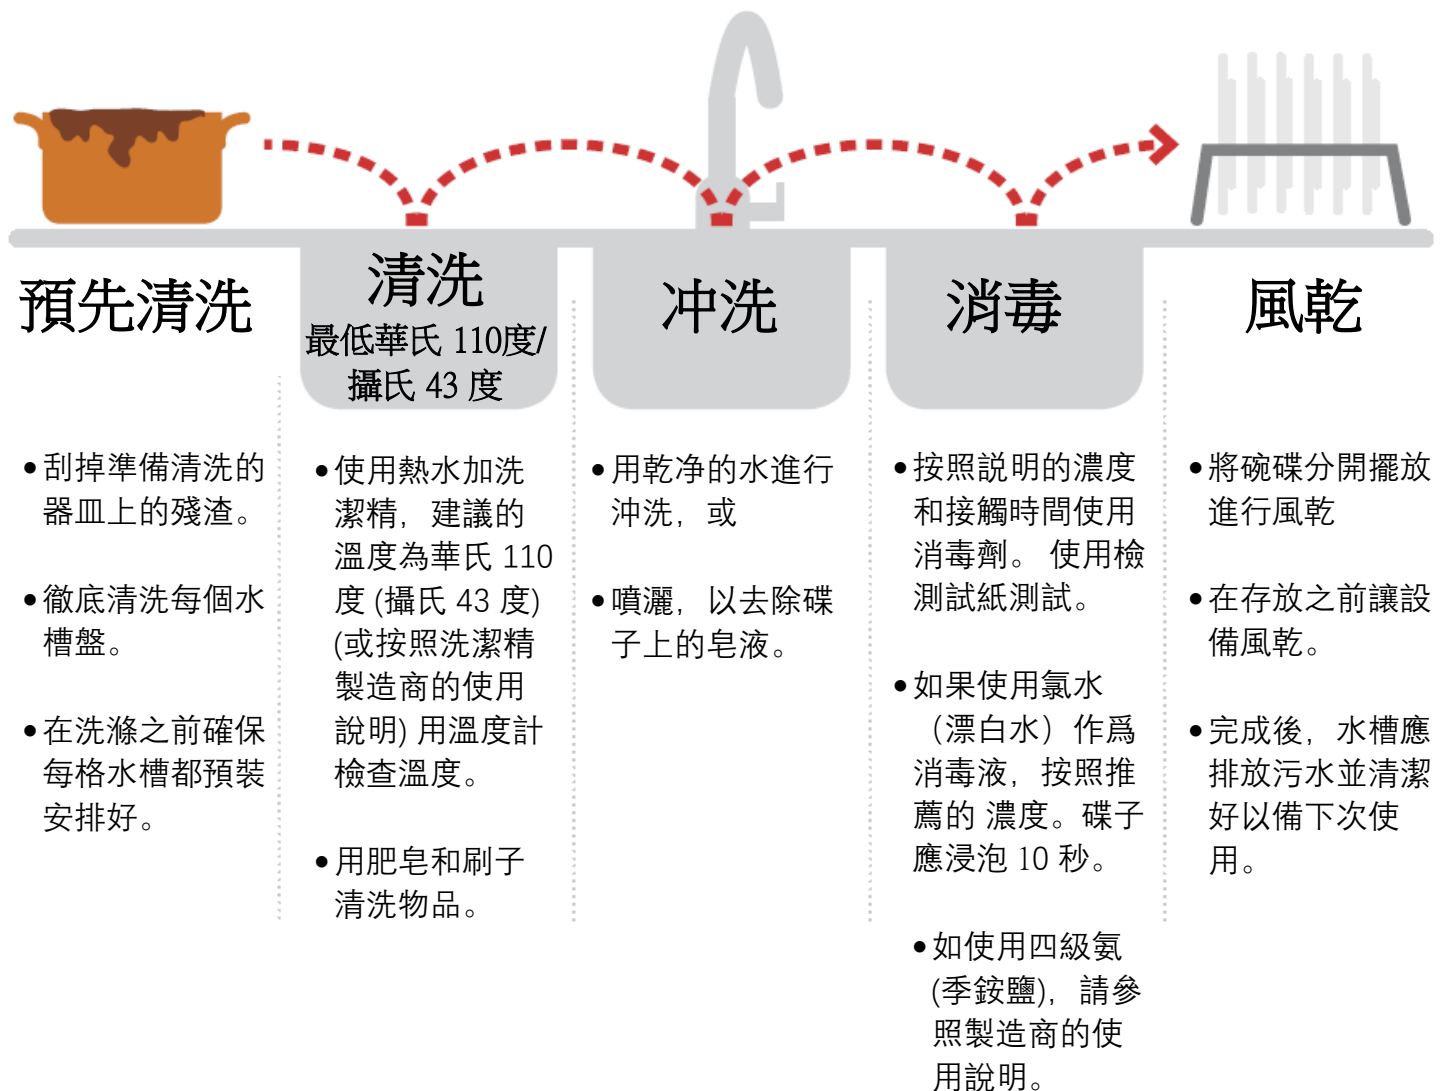 預先清洗
•刮掉準備清洗的
器皿上的殘渣。
•徹底清洗每個水
槽盤。
•在洗滌之前確保
每格水槽都預裝
安排好。
清洗
最低華氏 110度/
攝氏 43 度
•使用熱水加洗
潔精，建議的
溫度為華氏 110
度 (攝氏 43 度)
(或按照洗潔精
製造商的使用
說明) 用溫度計
檢查溫度。
•用肥皂和刷子
清洗物品。
冲洗
•用乾净的水進行
沖洗，或
•噴灑，以去除碟
子上的皂液。
消毒
•按照説明的濃度
和接觸時間使用
消毒劑。 使用檢
測試紙測試。
•如果使用氯水
（漂白水）作爲
消毒液，按照推
薦的 濃度。碟子
應浸泡 10 秒。
•如使用四級氨
(季銨鹽)，請參
照製造商的使
用說明。
風乾
•將碗碟分開擺放
進行風乾
•在存放之前讓設
備風乾。
•完成後，水槽應
排放污水並清潔
好以備下次使
用。